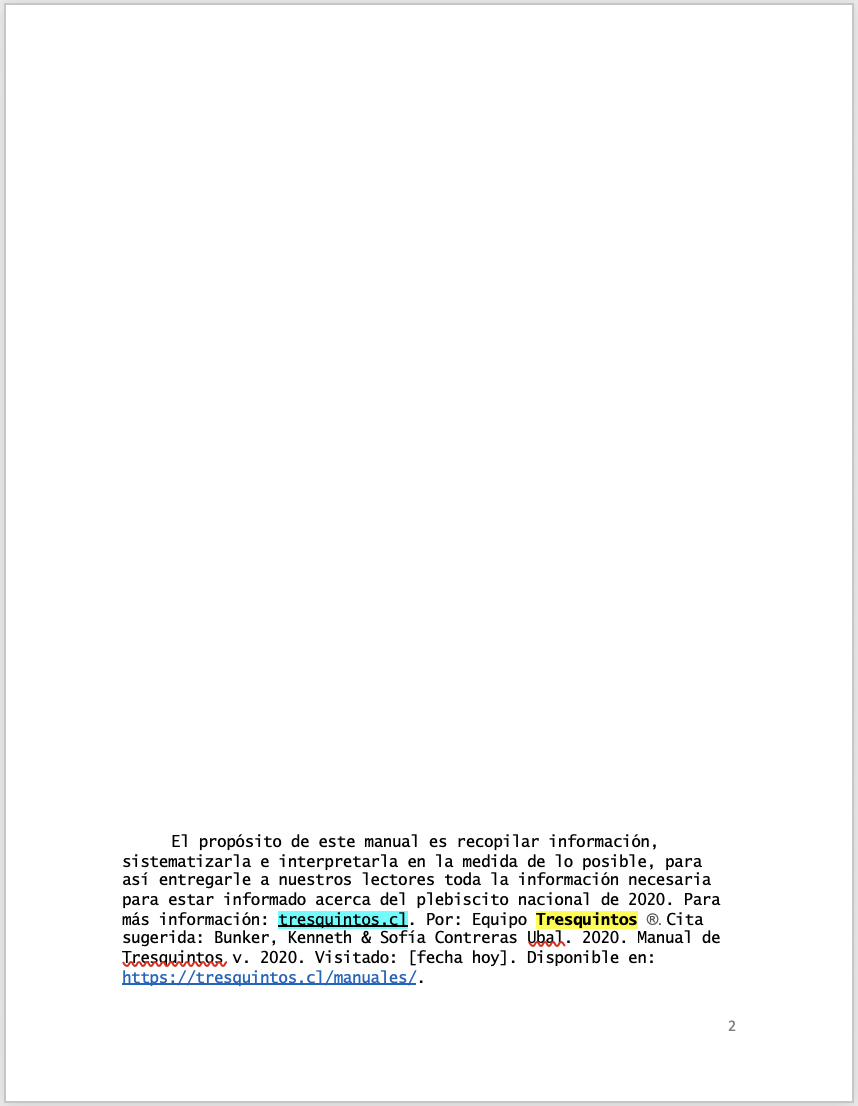 El propósito de este manual es recopilar información,
sistematizarla e interpretarla en la medida de lo posible, para
así entregarle a nuestros lectores toda la información necesaria
para estar informado acerca del plebiscito nacional de 2020. Para
más información: tresquintos.cl. Por: Equipo Tresquintos ®. Cita
sugerida: Bunker, Kenneth & Sofía Contreras Ubal. 2020. Manual de
Tresquintos v. 2020. Visitado: [fecha hoy]. Disponible en:
https://tresquintos.cl/manuales/.
2